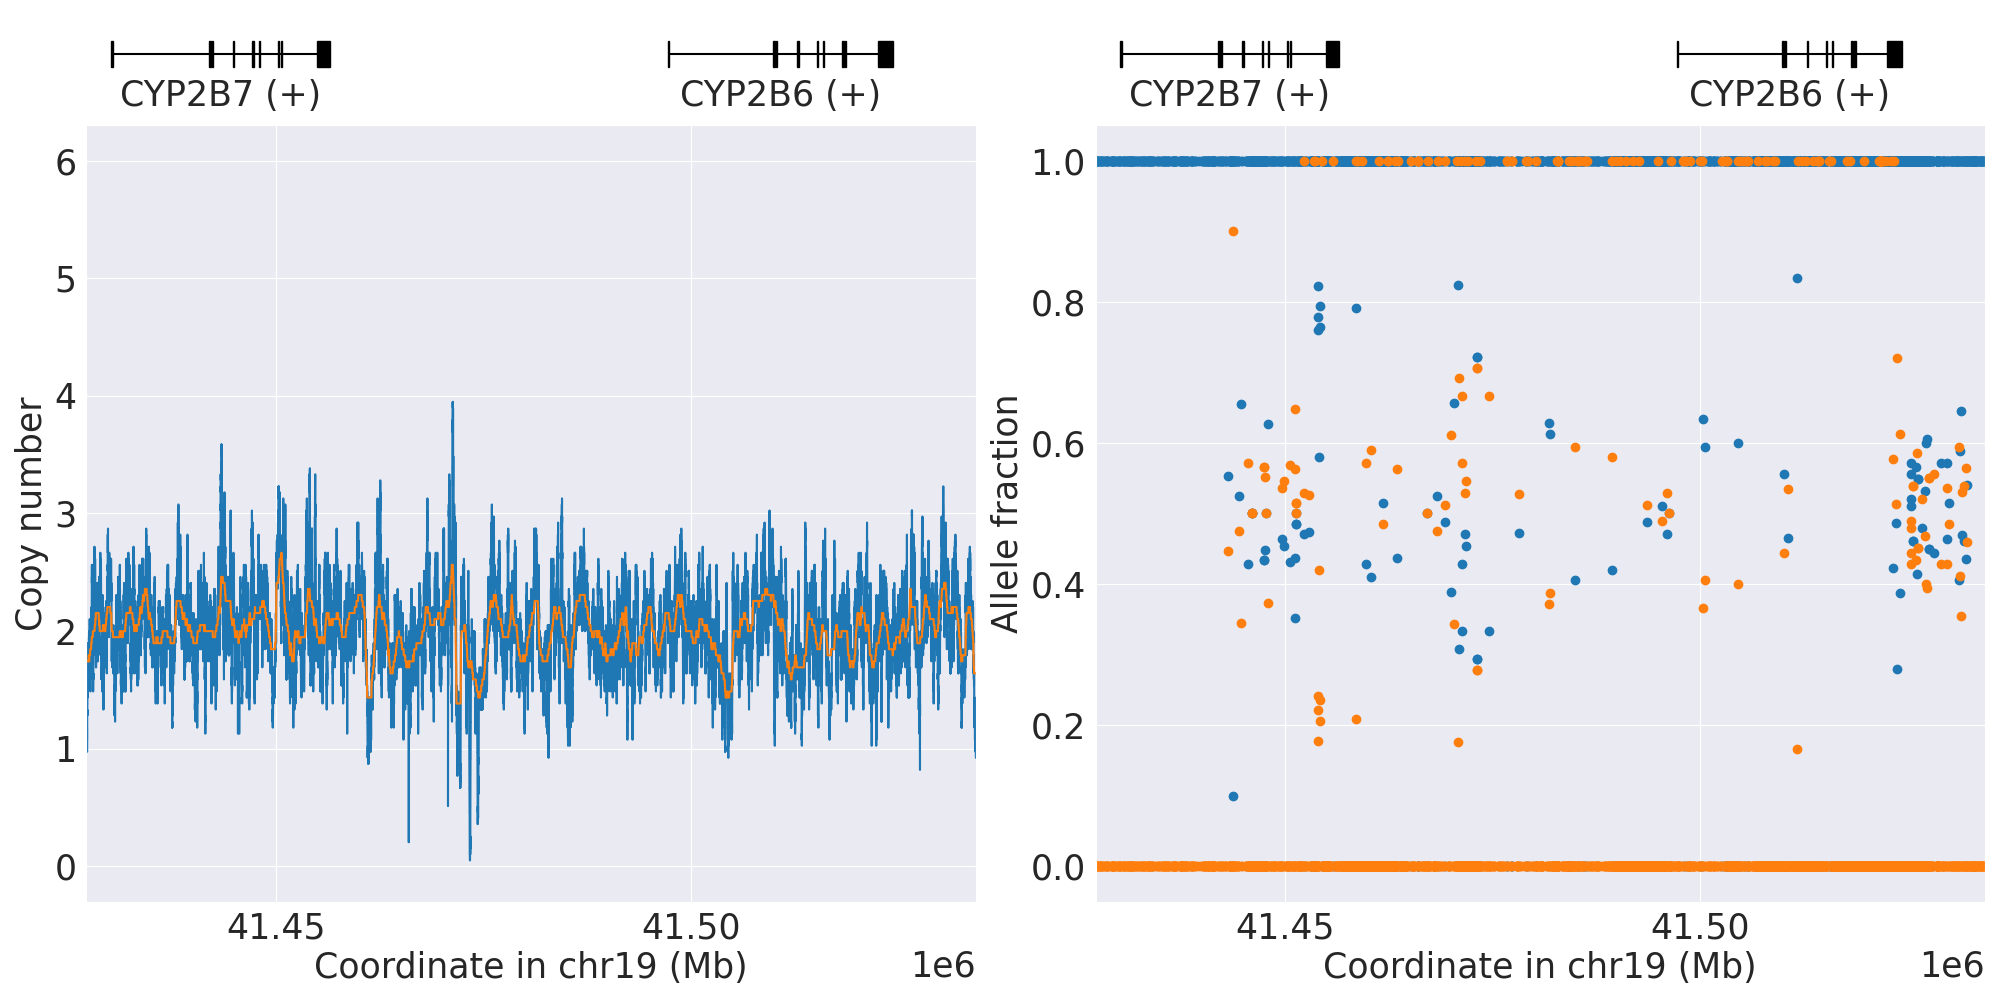 CYP2B7 (+)
CYP2B6 (+)
6
5
4
3
2
1
0
Copy number
41.45
41.50
Coordinate in chr19 (Mb)
1e6
CYP2B7 (+)
CYP2B6 (+)
1.0
0.8
0.6
0.4
0.2
0.0
Allele fraction
41.45
41.50
Coordinate in chr19 (Mb)
1e6